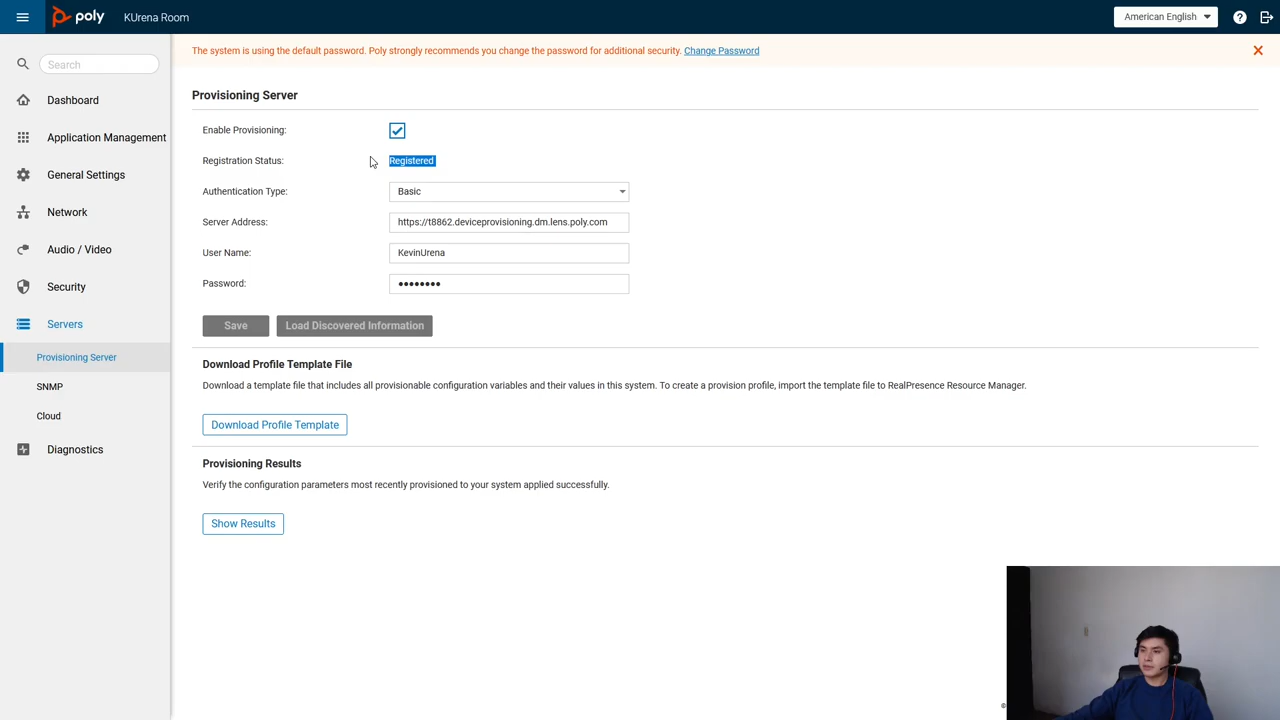 poly
KUrena Room
American English
The system is using the default password. Poly strongly recommends you change the password for additional security. Change Password
Search
Dashboard
Application Management
General Settings
Network
Audio / Video
Security
Servers
Provisioning Server
SNMP
Cloud
Diagnostics
Provisioning Server
Enable Provisioning:
Registration Status: Registered
Authentication Type: Basic
Server Address: https://t8862.deviceprovisioning.dm.lens.poly.com
User Name: KevinUrena
Password: ••••••••
Save Load Discovered Information
Download Profile Template File
Download a template file that includes all provisionable configuration variables and their values in this system. To create a provision profile, import the template file to RealPresence Resource Manager.
Download Profile Template
Provisioning Results
Verify the configuration parameters most recently provisioned to your system applied successfully.
Show Results
©